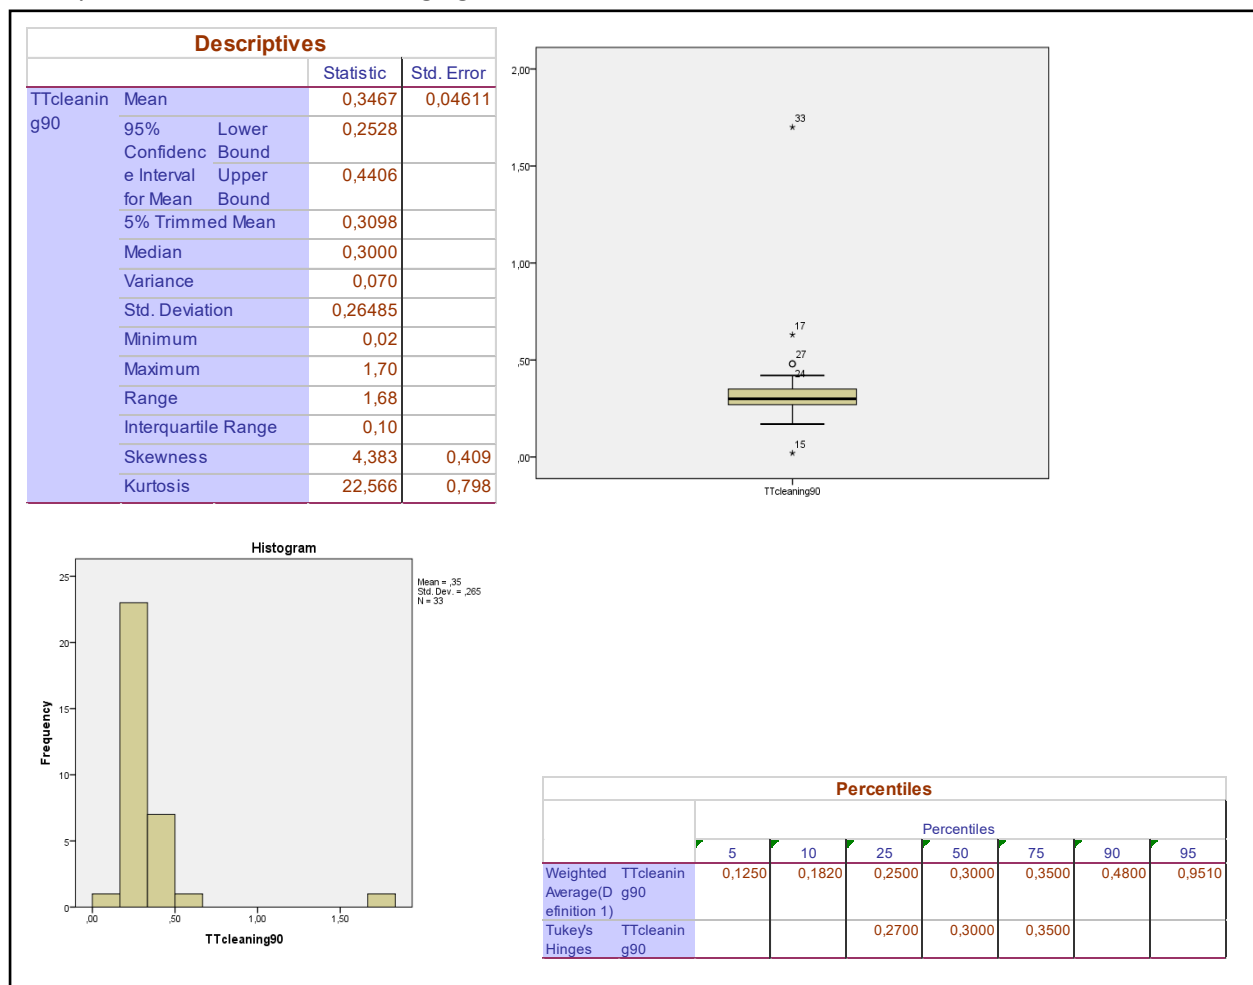 Descriptives
Statistic Std. Error
TTcleanin Mean 0,3467 0,04611
g90
95% Lower 0,2528
Confidenc Bound
e Interval Upper 0,4406
for Mean Bound
5% Trimmed Mean 0,3098
Median 0,3000
Variance 0,070
Std. Deviation 0,26485
Minimum 0,02
Maximum 1,70
Range 1,68
Interquartile Range 0,10
Skewness 4,383 0,409
Kurtosis 22,566 0,798
2,00
33
1,50
1,00
17
,50
27
24
15
,00
TTcleaning90
Histogram
Mean = ,35
Std. Dev. = ,265
N = 33
Frequency
25
20
15
10
5
0
,00 ,50 1,00 1,50
TTcleaning90
Percentiles
Percentiles
5 10 25 50 75 90 95
Weighted TTcleanin 0,1250 0,1820 0,2500 0,3000 0,3500 0,4800 0,9510
Average(D g90
efinition 1)
Tukey's TTcleanin 0,2700 0,3000 0,3500
Hinges g90